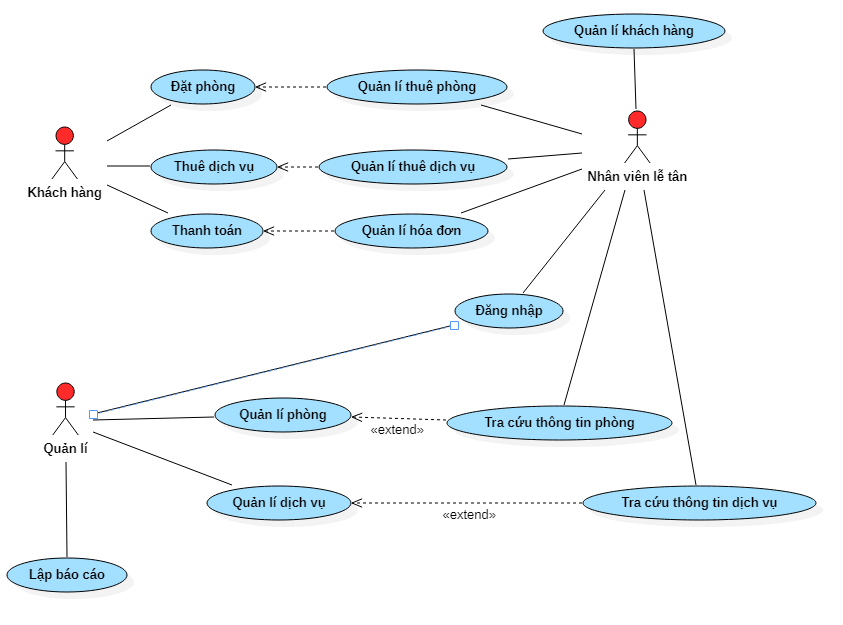 Quản lí khách hàng
Đặt phòng
Quản lí thuê phòng
Thuê dịch vụ
Quản lí thuê dịch vụ
Nhân viên lễ tân
Khách hàng
Thanh toán
Quản lí hóa đơn
Đăng nhập
Quản lí phòng
Tra cứu thông tin phòng
«extend»
Quản lí
Quản lí dịch vụ
Tra cứu thông tin dịch vụ
«extend»
Lập báo cáo